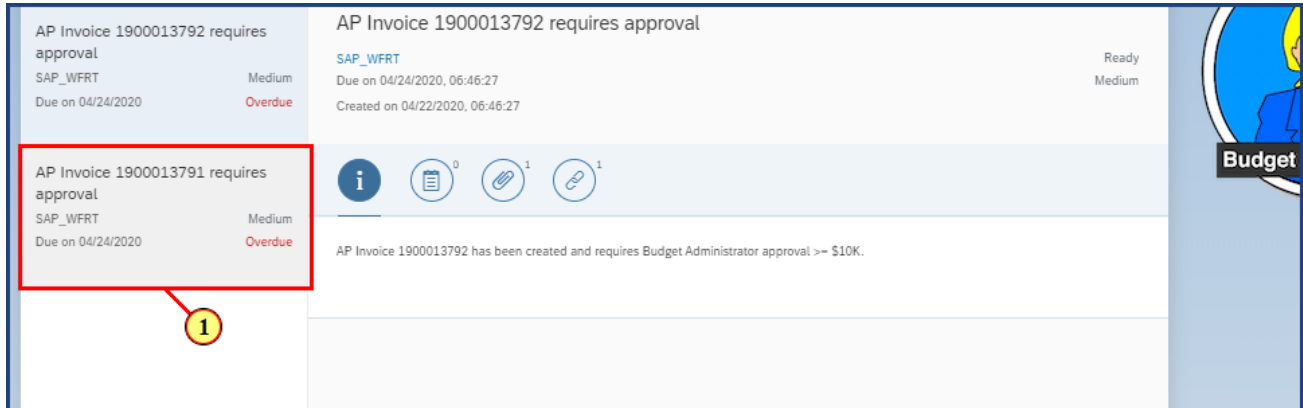 AP Invoice 1900013792 requires
approval
SAP_WFRT Medium
Due on 04/24/2020 Overdue
AP Invoice 1900013791 requires
approval
SAP_WFRT Medium
Due on 04/24/2020 Overdue
1
AP Invoice 1900013792 requires approval
SAP_WFRT Ready
Due on 04/24/2020, 06:46:27 Medium
Created on 04/22/2020, 06:46:27
i 0 1 1
AP Invoice 1900013792 has been created and requires Budget Administrator approval >= $10K.
Budget